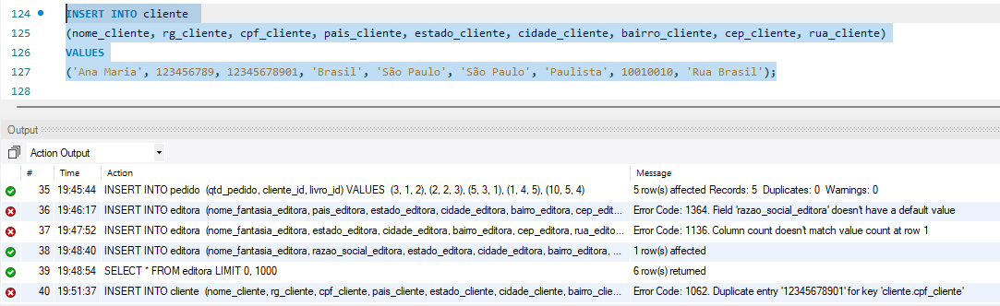 124 INSERT INTO cliente
125 (nome_cliente, rg_cliente, cpf_cliente, pais_cliente, estado_cliente, cidade_cliente, bairro_cliente, cep_cliente, rua_cliente)
126 VALUES
127 ('Ana Maria', 123456789, 12345678901, 'Brasil', 'São Paulo', 'São Paulo', 'Paulista', 10010010, 'Rua Brasil');
128
Output
Action Output
# Time Action Message
35 19:45:44 INSERT INTO pedido (qtd_pedido, cliente_id, livro_id) VALUES (3, 1, 2), (2, 2, 3), (5, 3, 1), (1, 4, 5), (10, 5, 4) 5 row(s) affected Records: 5 Duplicates: 0 Warnings: 0
36 19:46:17 INSERT INTO editora (nome_fantasia_editora, pais_editora, estado_editora, cidade_editora, bairro_editora, cep_edit... Error Code: 1364. Field 'razao_social_editora' doesn't have a default value
37 19:47:52 INSERT INTO editora (nome_fantasia_editora, estado_editora, cidade_editora, bairro_editora, cep_editora, rua_edito... Error Code: 1136. Column count doesn't match value count at row 1
38 19:48:40 INSERT INTO editora (nome_fantasia_editora, razao_social_editora, estado_editora, cidade_editora, bairro_editora, ... 1 row(s) affected
39 19:48:54 SELECT * FROM editora LIMIT 0, 1000 6 row(s) returned
40 19:51:37 INSERT INTO cliente (nome_cliente, rg_cliente, cpf_cliente, pais_cliente, estado_cliente, cidade_cliente, bairro_clie... Error Code: 1062. Duplicate entry '12345678901' for key 'cliente.cpf_cliente'